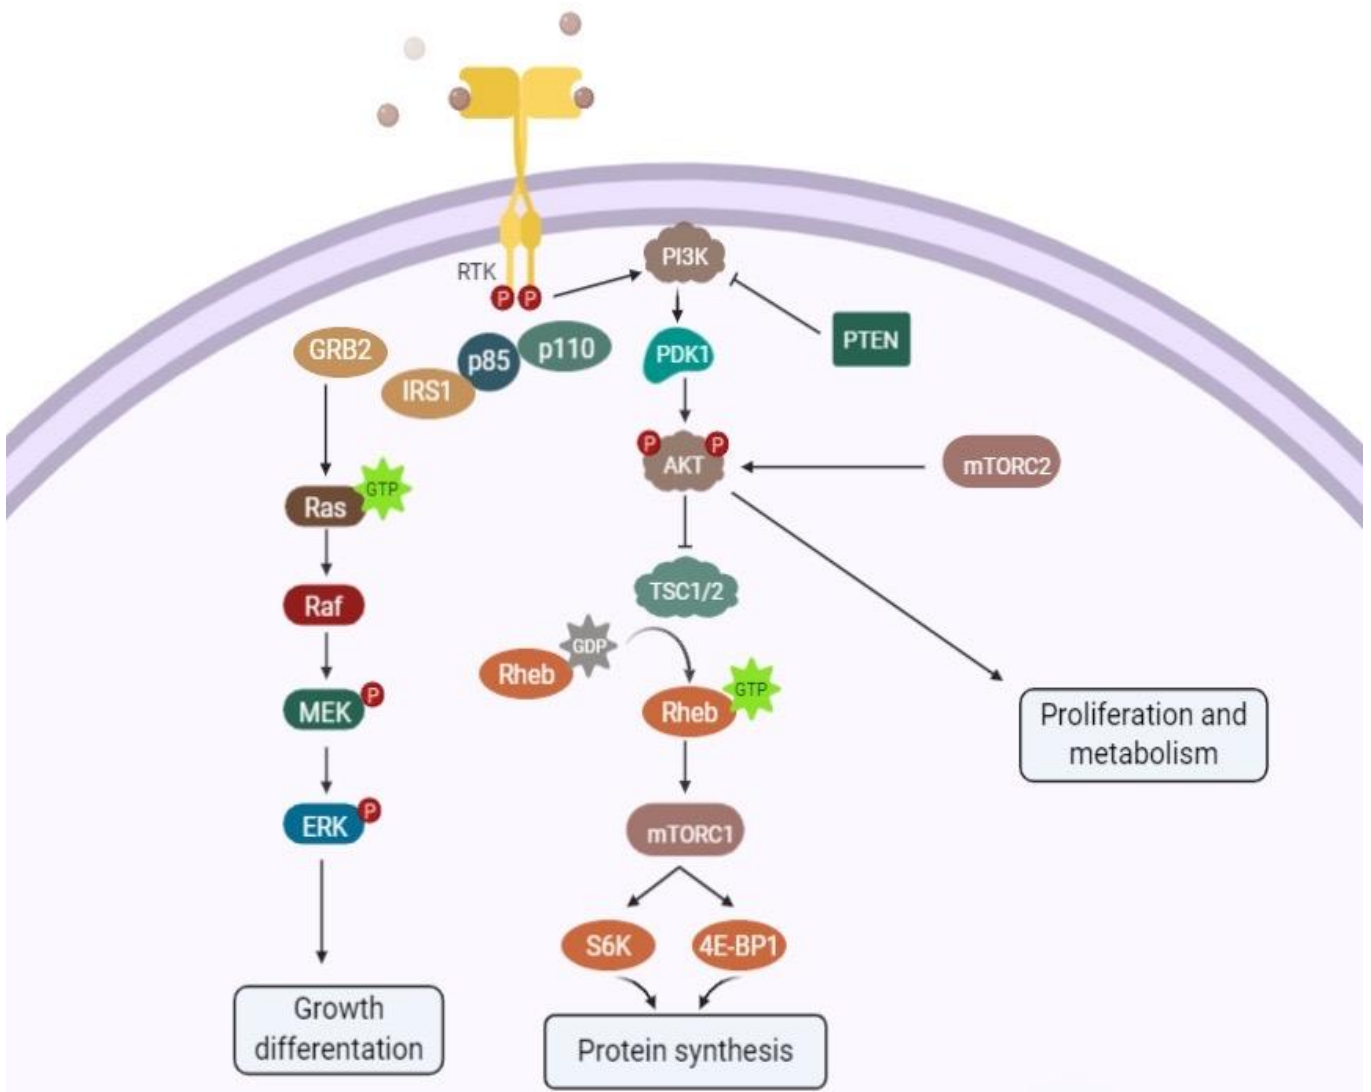 PI3K
RTK
P P
PTEN
GRB2
p85
p110
PDK1
IRS1
P P
AKT
mTORC2
GTP
Ras
TSC1/2
Raf
GDP
Rheb
GTP
Rheb
P
MEK
Proliferation and
metabolism
P
ERK
mTORC1
S6K
4E-BP1
Growth
differentation
Protein synthesis